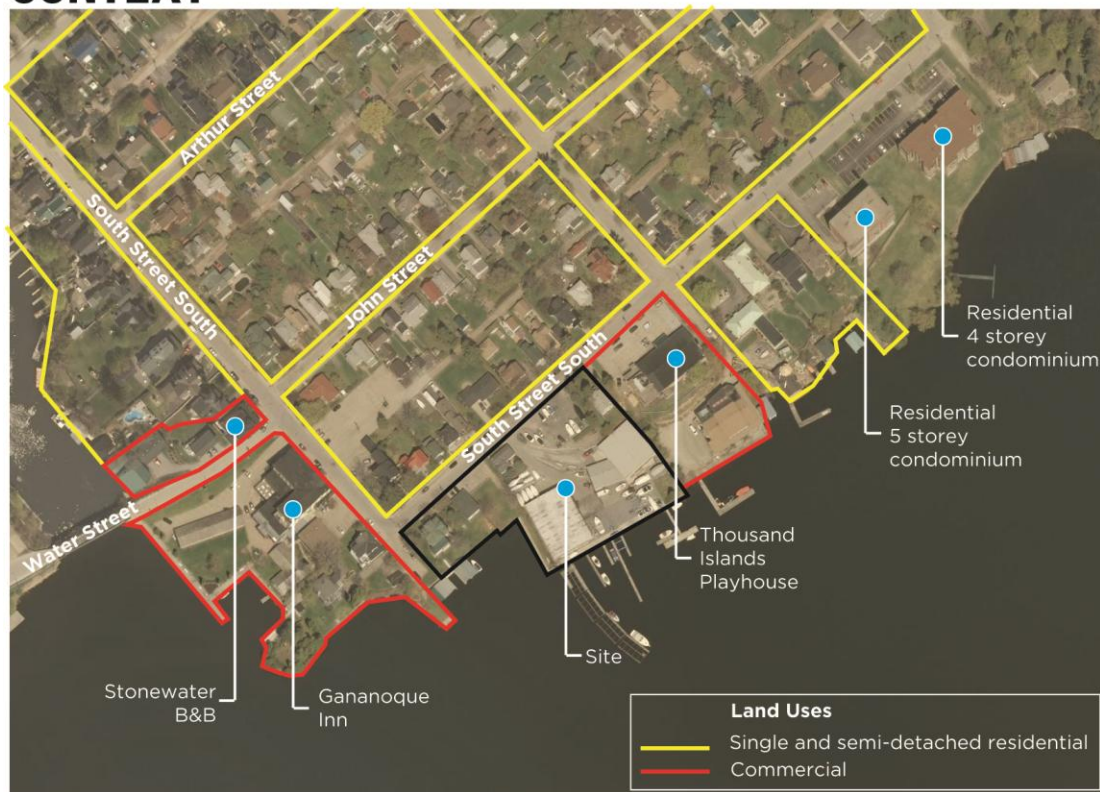 Arthur Street
South Street South
John Street
South Street South
Water Street
Residential
4 storey
condominium
Residential
5 storey
condominium
Thousand
Islands
Playhouse
Site
Stonewater
B&B
Gananoque
Inn
Land Uses
Single and semi-detached residential
Commercial